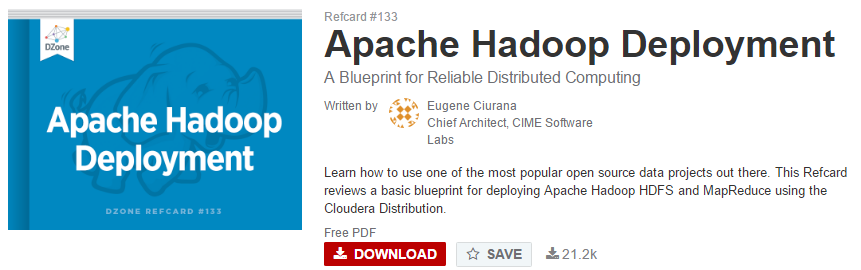 DZone
Apache Hadoop
Deployment
DZONE REFCARD #133
Refcard #133
Apache Hadoop Deployment
A Blueprint for Reliable Distributed Computing
Written by
Eugene Ciurana
Chief Architect, CIME Software
Labs
Learn how to use one of the most popular open source data projects out there. This Refcard
reviews a basic blueprint for deploying Apache Hadoop HDFS and MapReduce using the
Cloudera Distribution.
Free PDF
DOWNLOAD
SAVE
21.2k